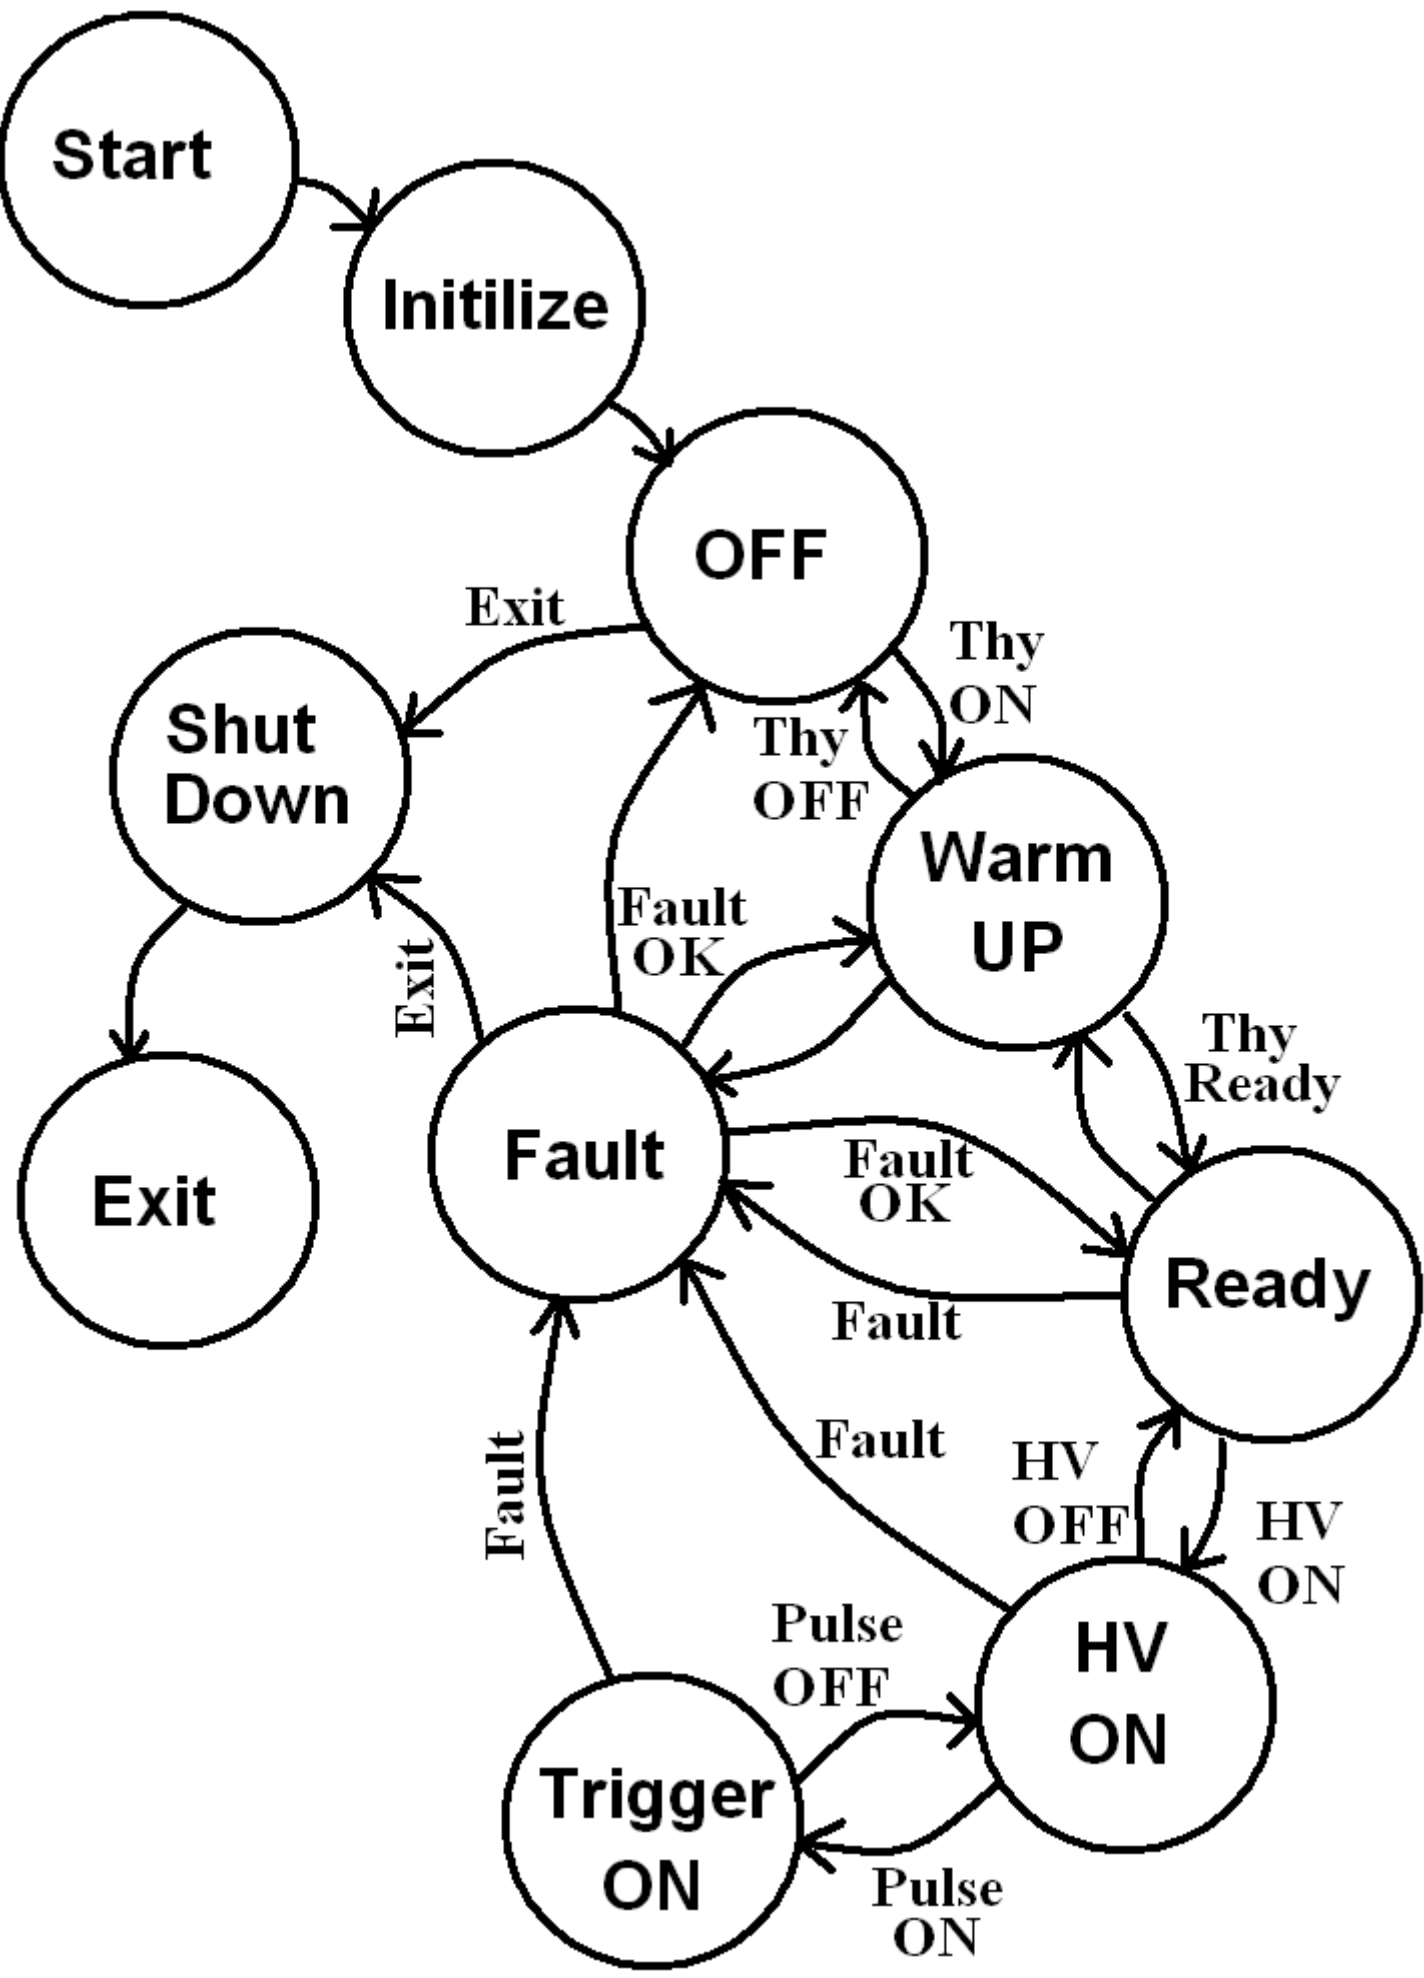 Start
Initilize
OFF
Exit
Thy
ON
Shut
Down
Thy
OFF
Warm
UP
Fault
OK
Exit
Thy
Ready
Fault
Fault
OK
Exit
Ready
Fault
Fault
Fault
HV
OFF
HV
ON
Pulse
OFF
HV
ON
Trigger
ON
Pulse
ON